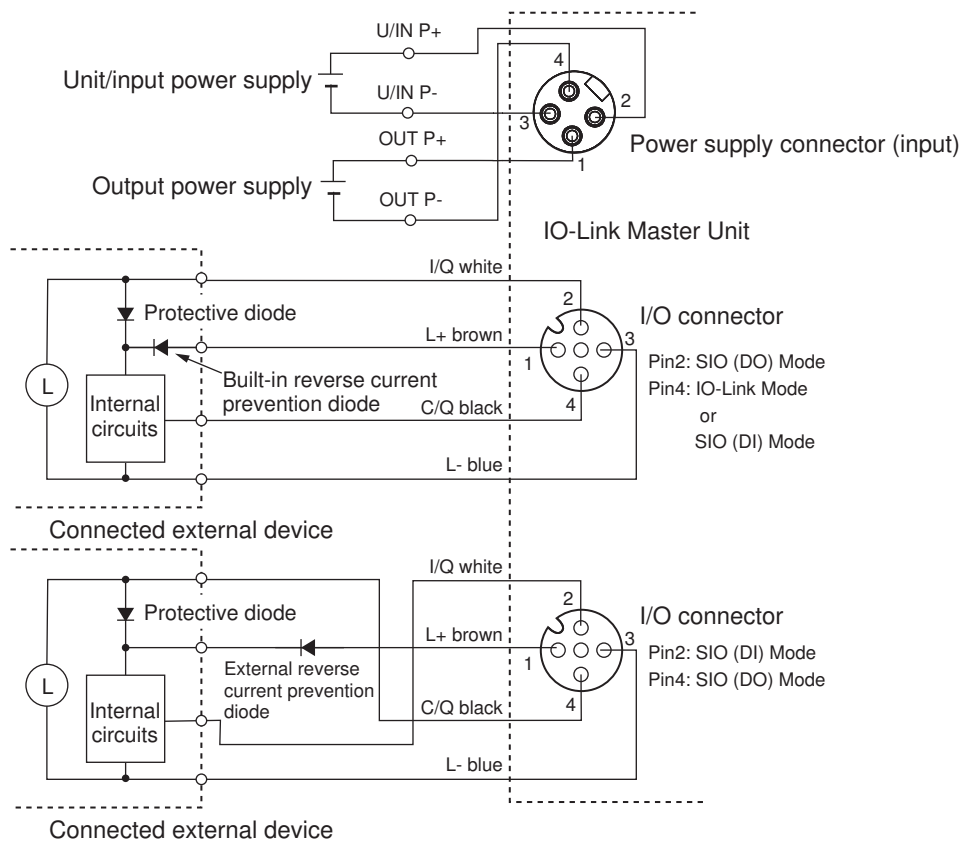 U/IN P+
Unit/input power supply
U/IN P-
4
2
3
1
Power supply connector (input)
OUT P+
Output power supply
OUT P-
IO-Link Master Unit
I/Q white
2
Protective diode
I/O connector
L+ brown
3
1
Pin2: SIO (DO) Mode
Pin4: IO-Link Mode
or
SIO (DI) Mode
L
Built-in reverse current
prevention diode
Internal
circuits
C/Q black
4
L- blue
Connected external device
I/Q white
2
Protective diode
I/O connector
L+ brown
3
1
Pin2: SIO (DI) Mode
Pin4: SIO (DO) Mode
L
External reverse
current prevention
diode
Internal
circuits
C/Q black
4
L- blue
Connected external device